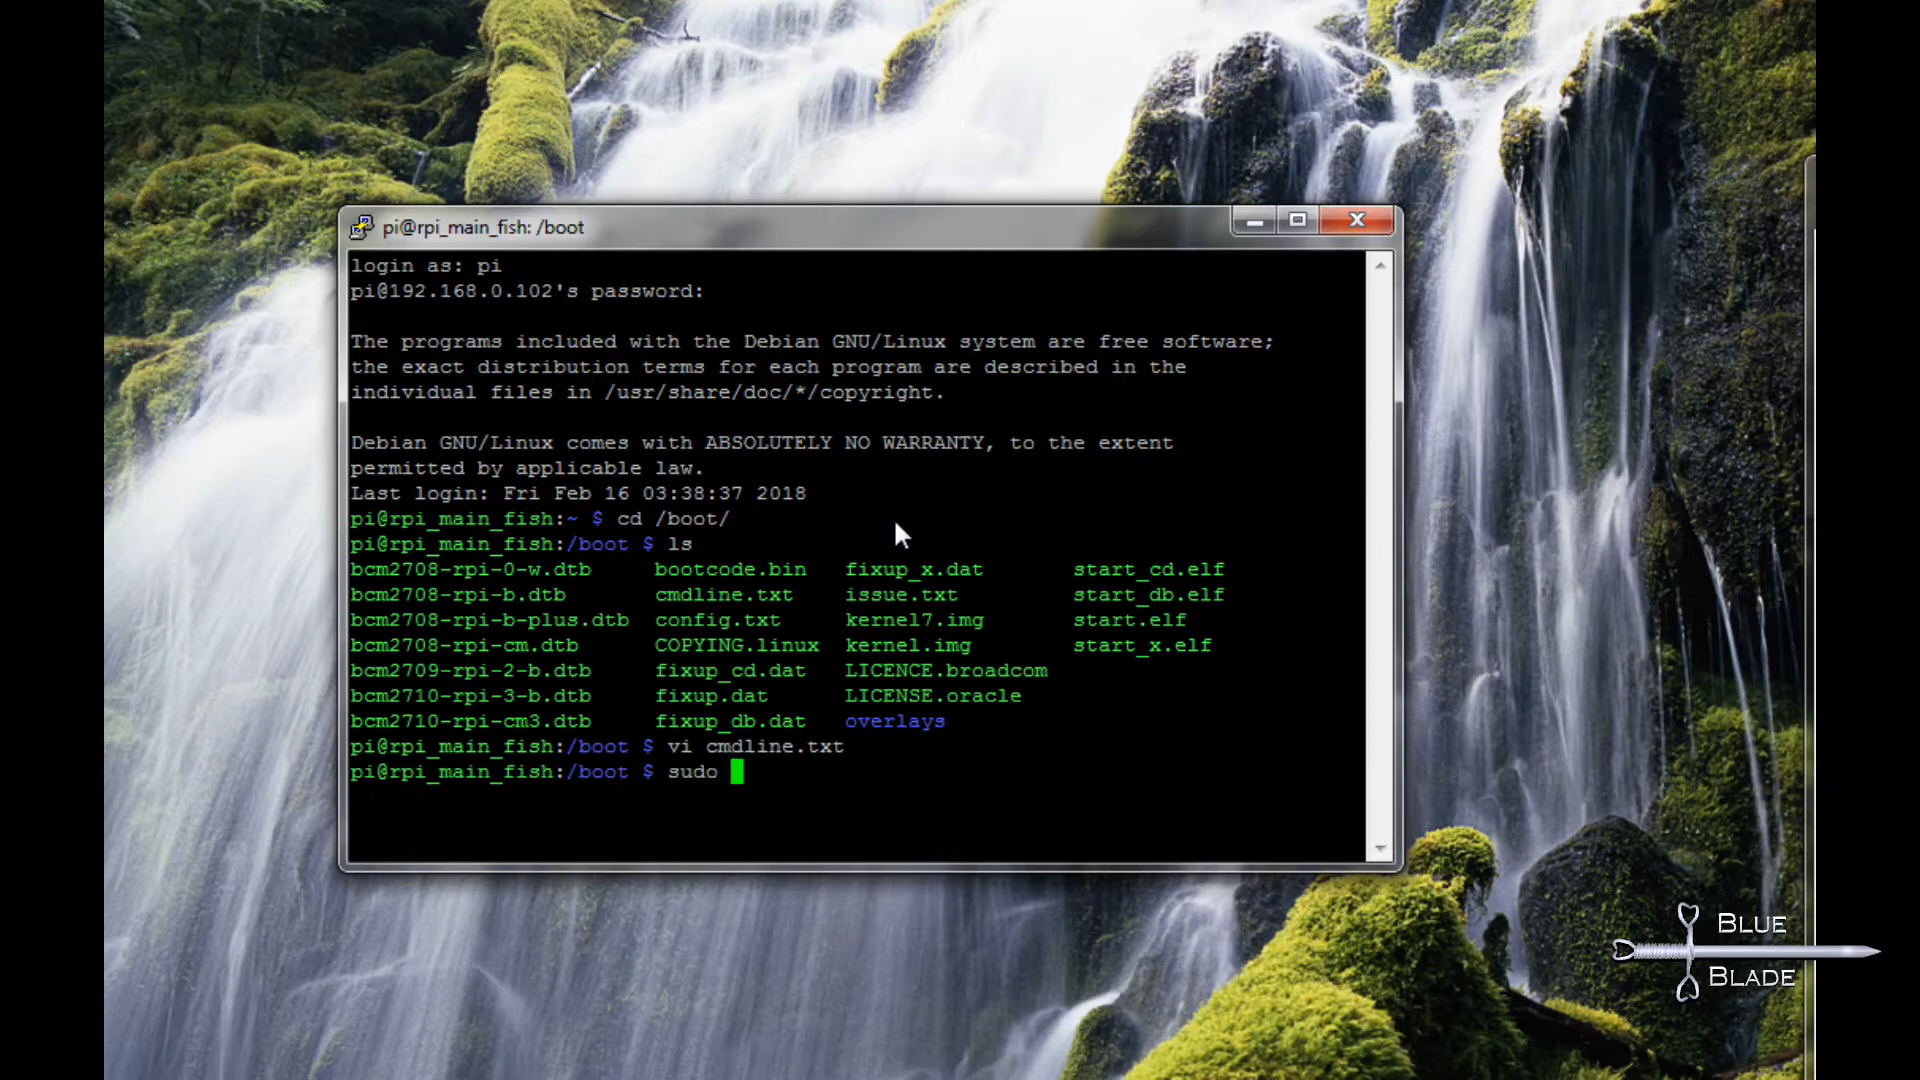 pi@rpi_main_fish: /boot
login as: pi
pi@192.168.0.102's password:
The programs included with the Debian GNU/Linux system are free software;
the exact distribution terms for each program are described in the
individual files in /usr/share/doc/*/copyright.
Debian GNU/Linux comes with ABSOLUTELY NO WARRANTY, to the extent
permitted by applicable law.
Last login: Fri Feb 16 03:38:37 2018
pi@rpi_main_fish:~ $ cd /boot/
pi@rpi_main_fish:/boot $ ls
bcm2708-rpi-0-w.dtb bootcode.bin fixup_x.dat start_cd.elf
bcm2708-rpi-b.dtb cmdline.txt issue.txt start_db.elf
bcm2708-rpi-b-plus.dtb config.txt kernel7.img start.elf
bcm2708-rpi-cm.dtb COPYING.linux kernel.img start_x.elf
bcm2709-rpi-2-b.dtb fixup_cd.dat LICENCE.broadcom
bcm2710-rpi-3-b.dtb fixup.dat LICENSE.oracle
bcm2710-rpi-cm3.dtb fixup_db.dat overlays
pi@rpi_main_fish:/boot $ vi cmdline.txt
pi@rpi_main_fish:/boot $ sudo
BLUE
BLADE